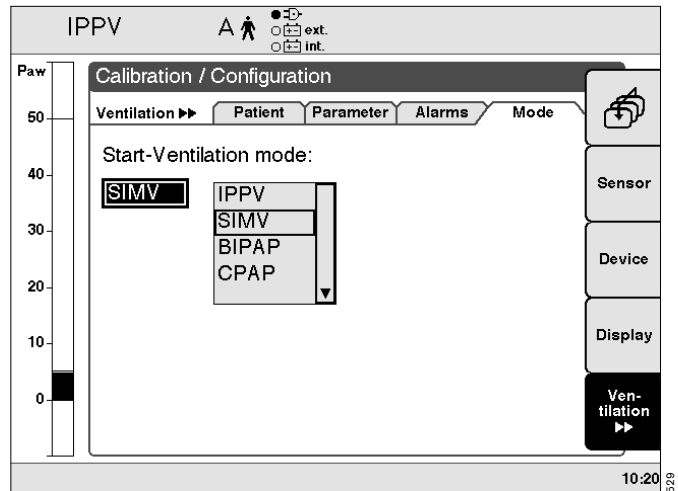 IPPV
A
ext.
int.
Paw
50
40
30
20
10
0
Calibration / Configuration
Ventilation ▶▶
Patient
Parameter
Alarms
Mode
Start-Ventilation mode:
SIMV
IPPV
SIMV
BIPAP
CPAP
Sensor
Device
Display
Ven-
tilation
▶▶
10:20
529